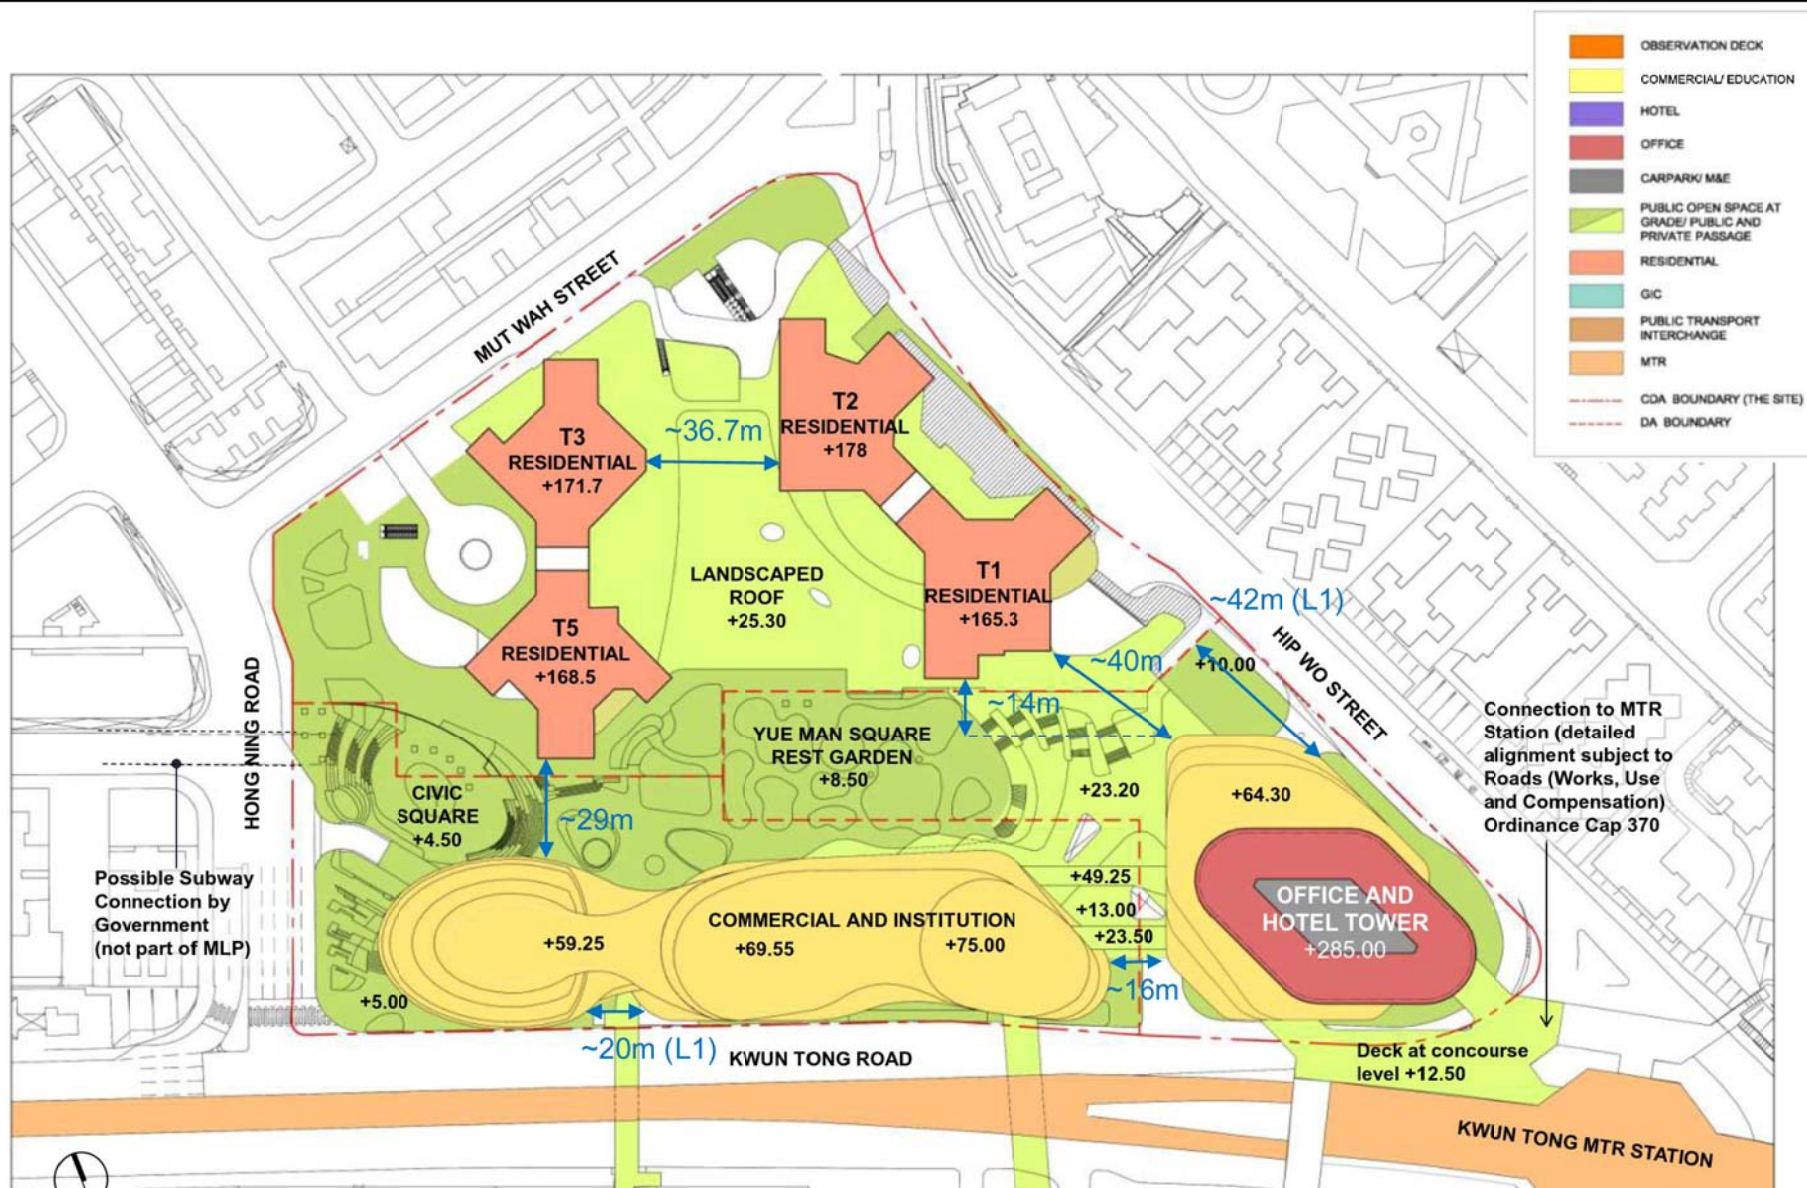 OBSERVATION DECK
COMMERCIAL/ EDUCATION
HOTEL
OFFICE
CARPARK/ M&E
PUBLIC OPEN SPACE AT
GRADE/ PUBLIC AND
PRIVATE PASSAGE
RESIDENTIAL
GIC
PUBLIC TRANSPORT
INTERCHANGE
MTR
CDA BOUNDARY (THE SITE)
DA BOUNDARY
MUT WAH STREET
T2
RESIDENTIAL
+178
~36.7m
T3
RESIDENTIAL
+171.7
LANDSCAPED
ROOF
+25.30
T1
RESIDENTIAL
+165.3
~42m (L1)
T5
RESIDENTIAL
+168.5
~40m
+10.00
HIP WO STREET
~14m
HONG NING ROAD
YUE MAN SQUARE
REST GARDEN
+8.50
Connection to MTR
Station (detailed
alignment subject to
Roads (Works, Use
and Compensation)
Ordinance Cap 370
CIVIC
SQUARE
+4.50
~29m
+23.20
+64.30
Possible Subway
Connection by
Government
(not part of MLP)
+49.25
+13.00
+23.50
COMMERCIAL AND INSTITUTION
+59.25
+69.55
+75.00
OFFICE AND
HOTEL TOWER
+285.00
~16m
+5.00
~20m (L1)
KWUN TONG ROAD
Deck at concourse
level +12.50
KWUN TONG MTR STATION